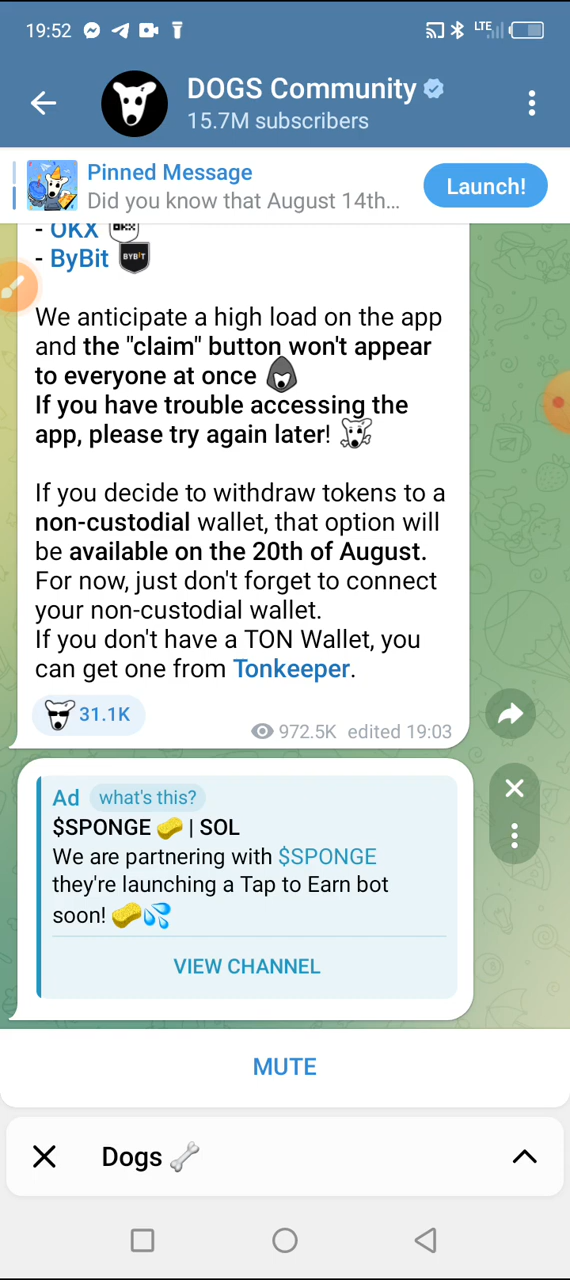 19:52 LTE
DOGS Community
15.7M subscribers
Pinned Message
Did you know that August 14th...
Launch!
- OKX
- ByBit
We anticipate a high load on the app
and the "claim" button won't appear
to everyone at once
If you have trouble accessing the
app, please try again later!
If you decide to withdraw tokens to a
non-custodial wallet, that option will
be available on the 20th of August.
For now, just don't forget to connect
your non-custodial wallet.
If you don't have a TON Wallet, you
can get one from Tonkeeper.
31.1K
972.5K edited 19:03
Ad what's this?
$SPONGE 🧽 | SOL
We are partnering with $SPONGE
they're launching a Tap to Earn bot
soon! 🧽💦
VIEW CHANNEL
MUTE
Dogs 🦴